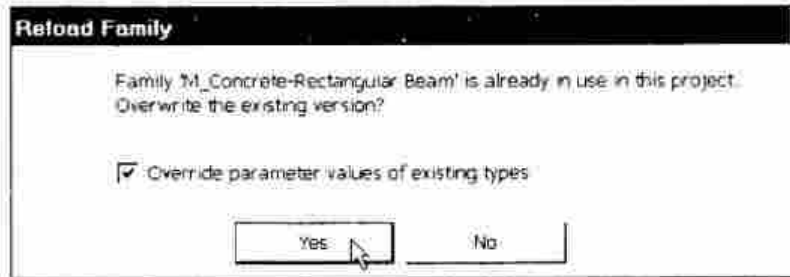 Reload Family
Family 'M_Concrete-Rectangular Beam' is already in use in this project.
Overwrite the existing version?
Override parameter values of existing types
Yes
No